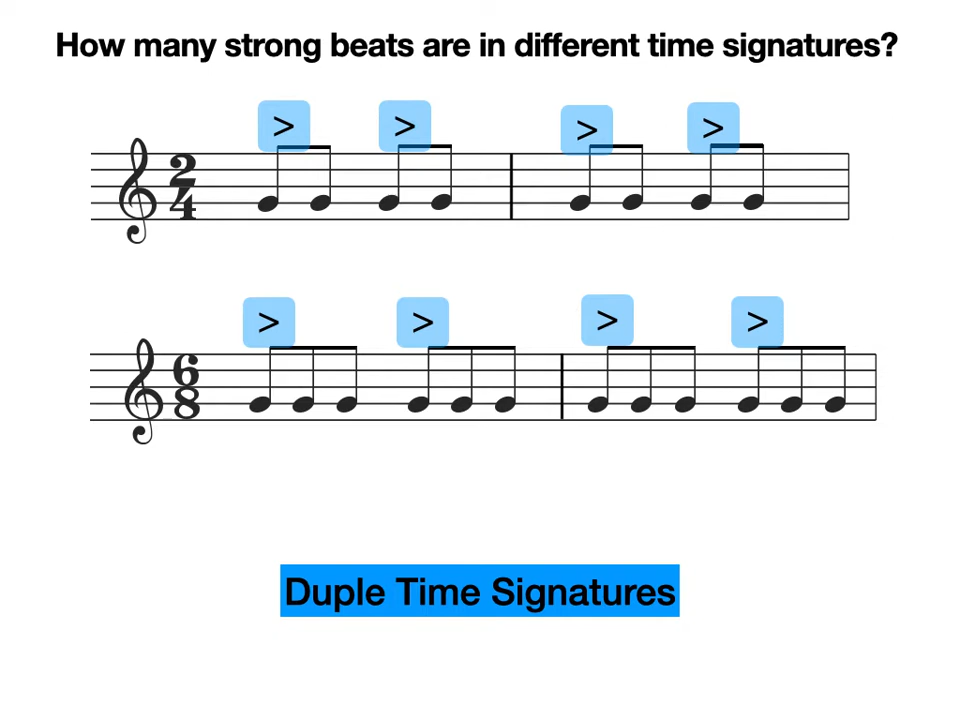 How many strong beats are in different time signatures?
> > > >
2
4
> > > >
6
8
Duple Time Signatures